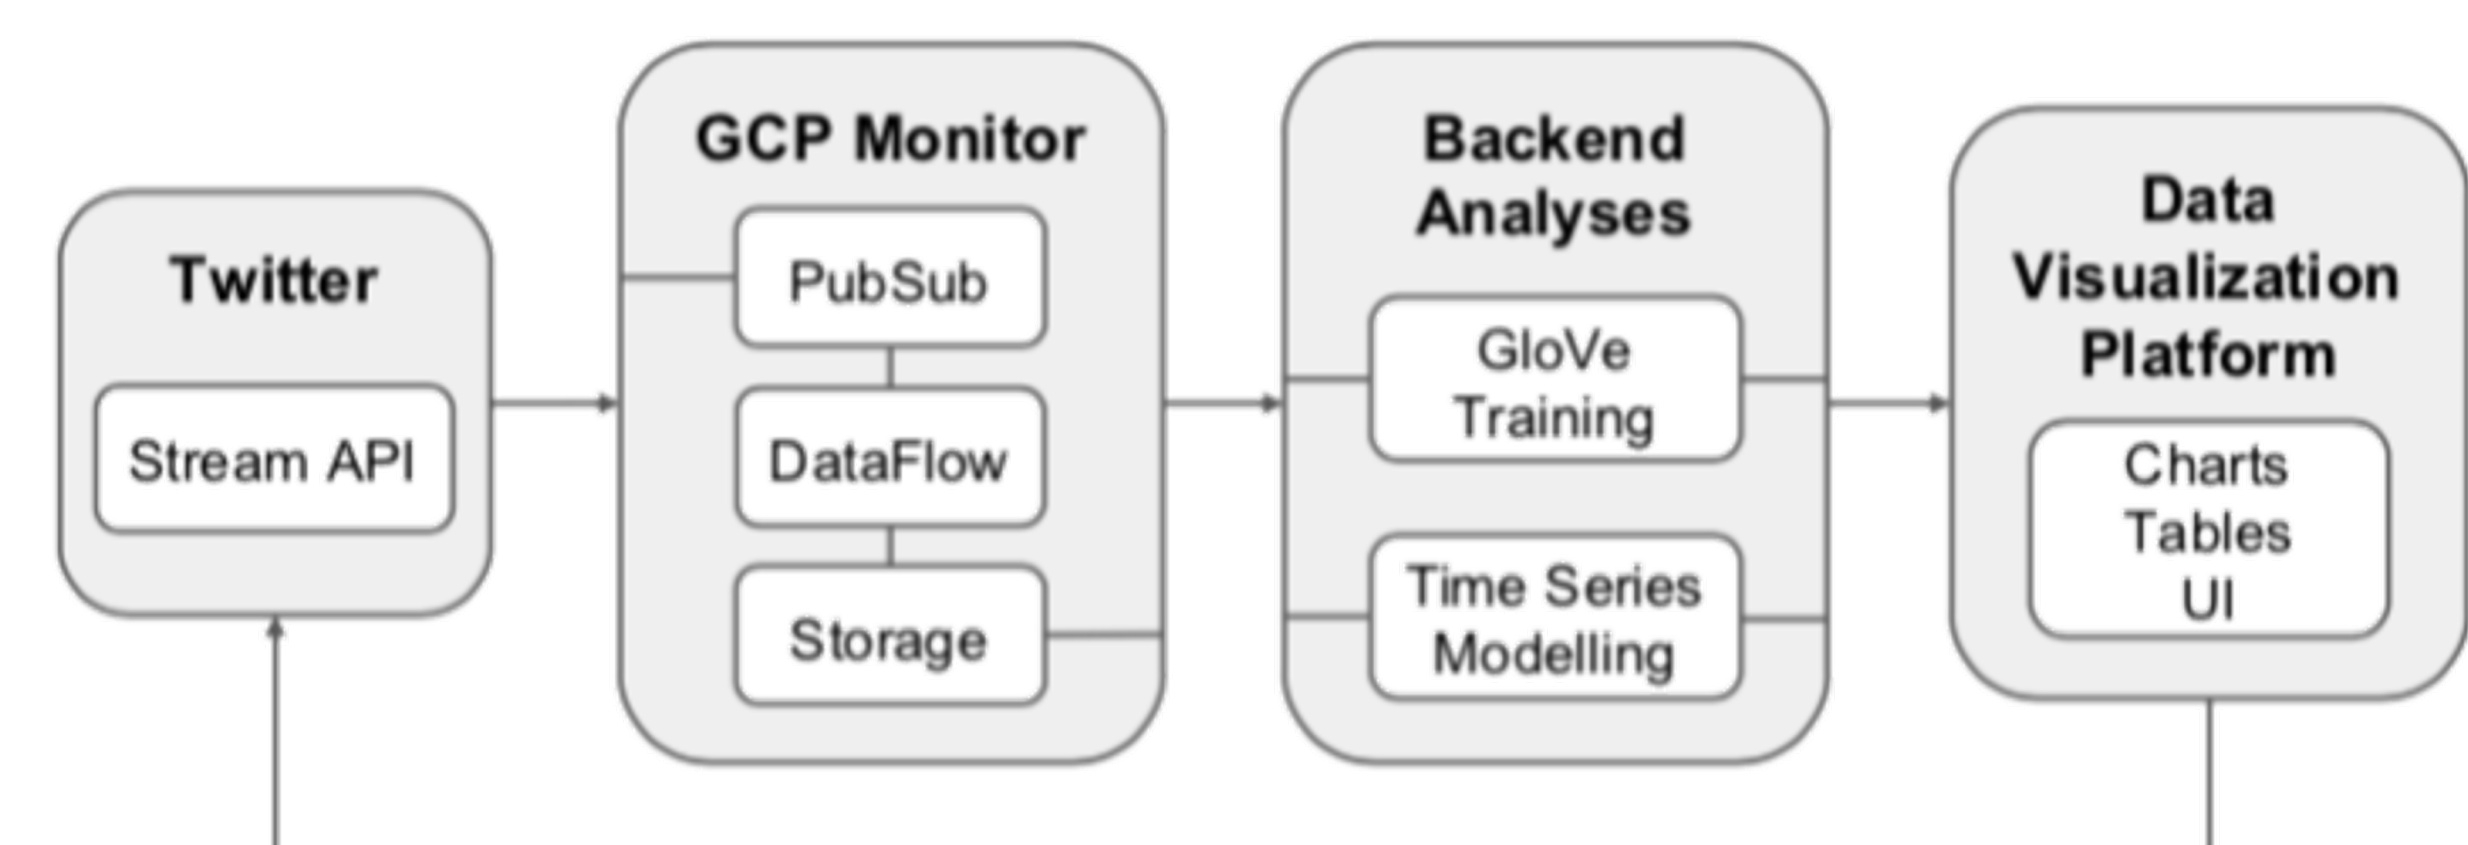 Twitter
Stream API
GCP Monitor
PubSub
DataFlow
Storage
Backend
Analyses
GloVe
Training
Time Series
Modelling
Data
Visualization
Platform
Charts
Tables
UI